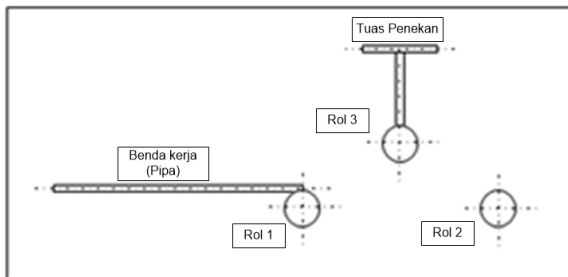 Tuas Penekan
Rol 3
Benda kerja
(Pipa)
Rol 1
Rol 2